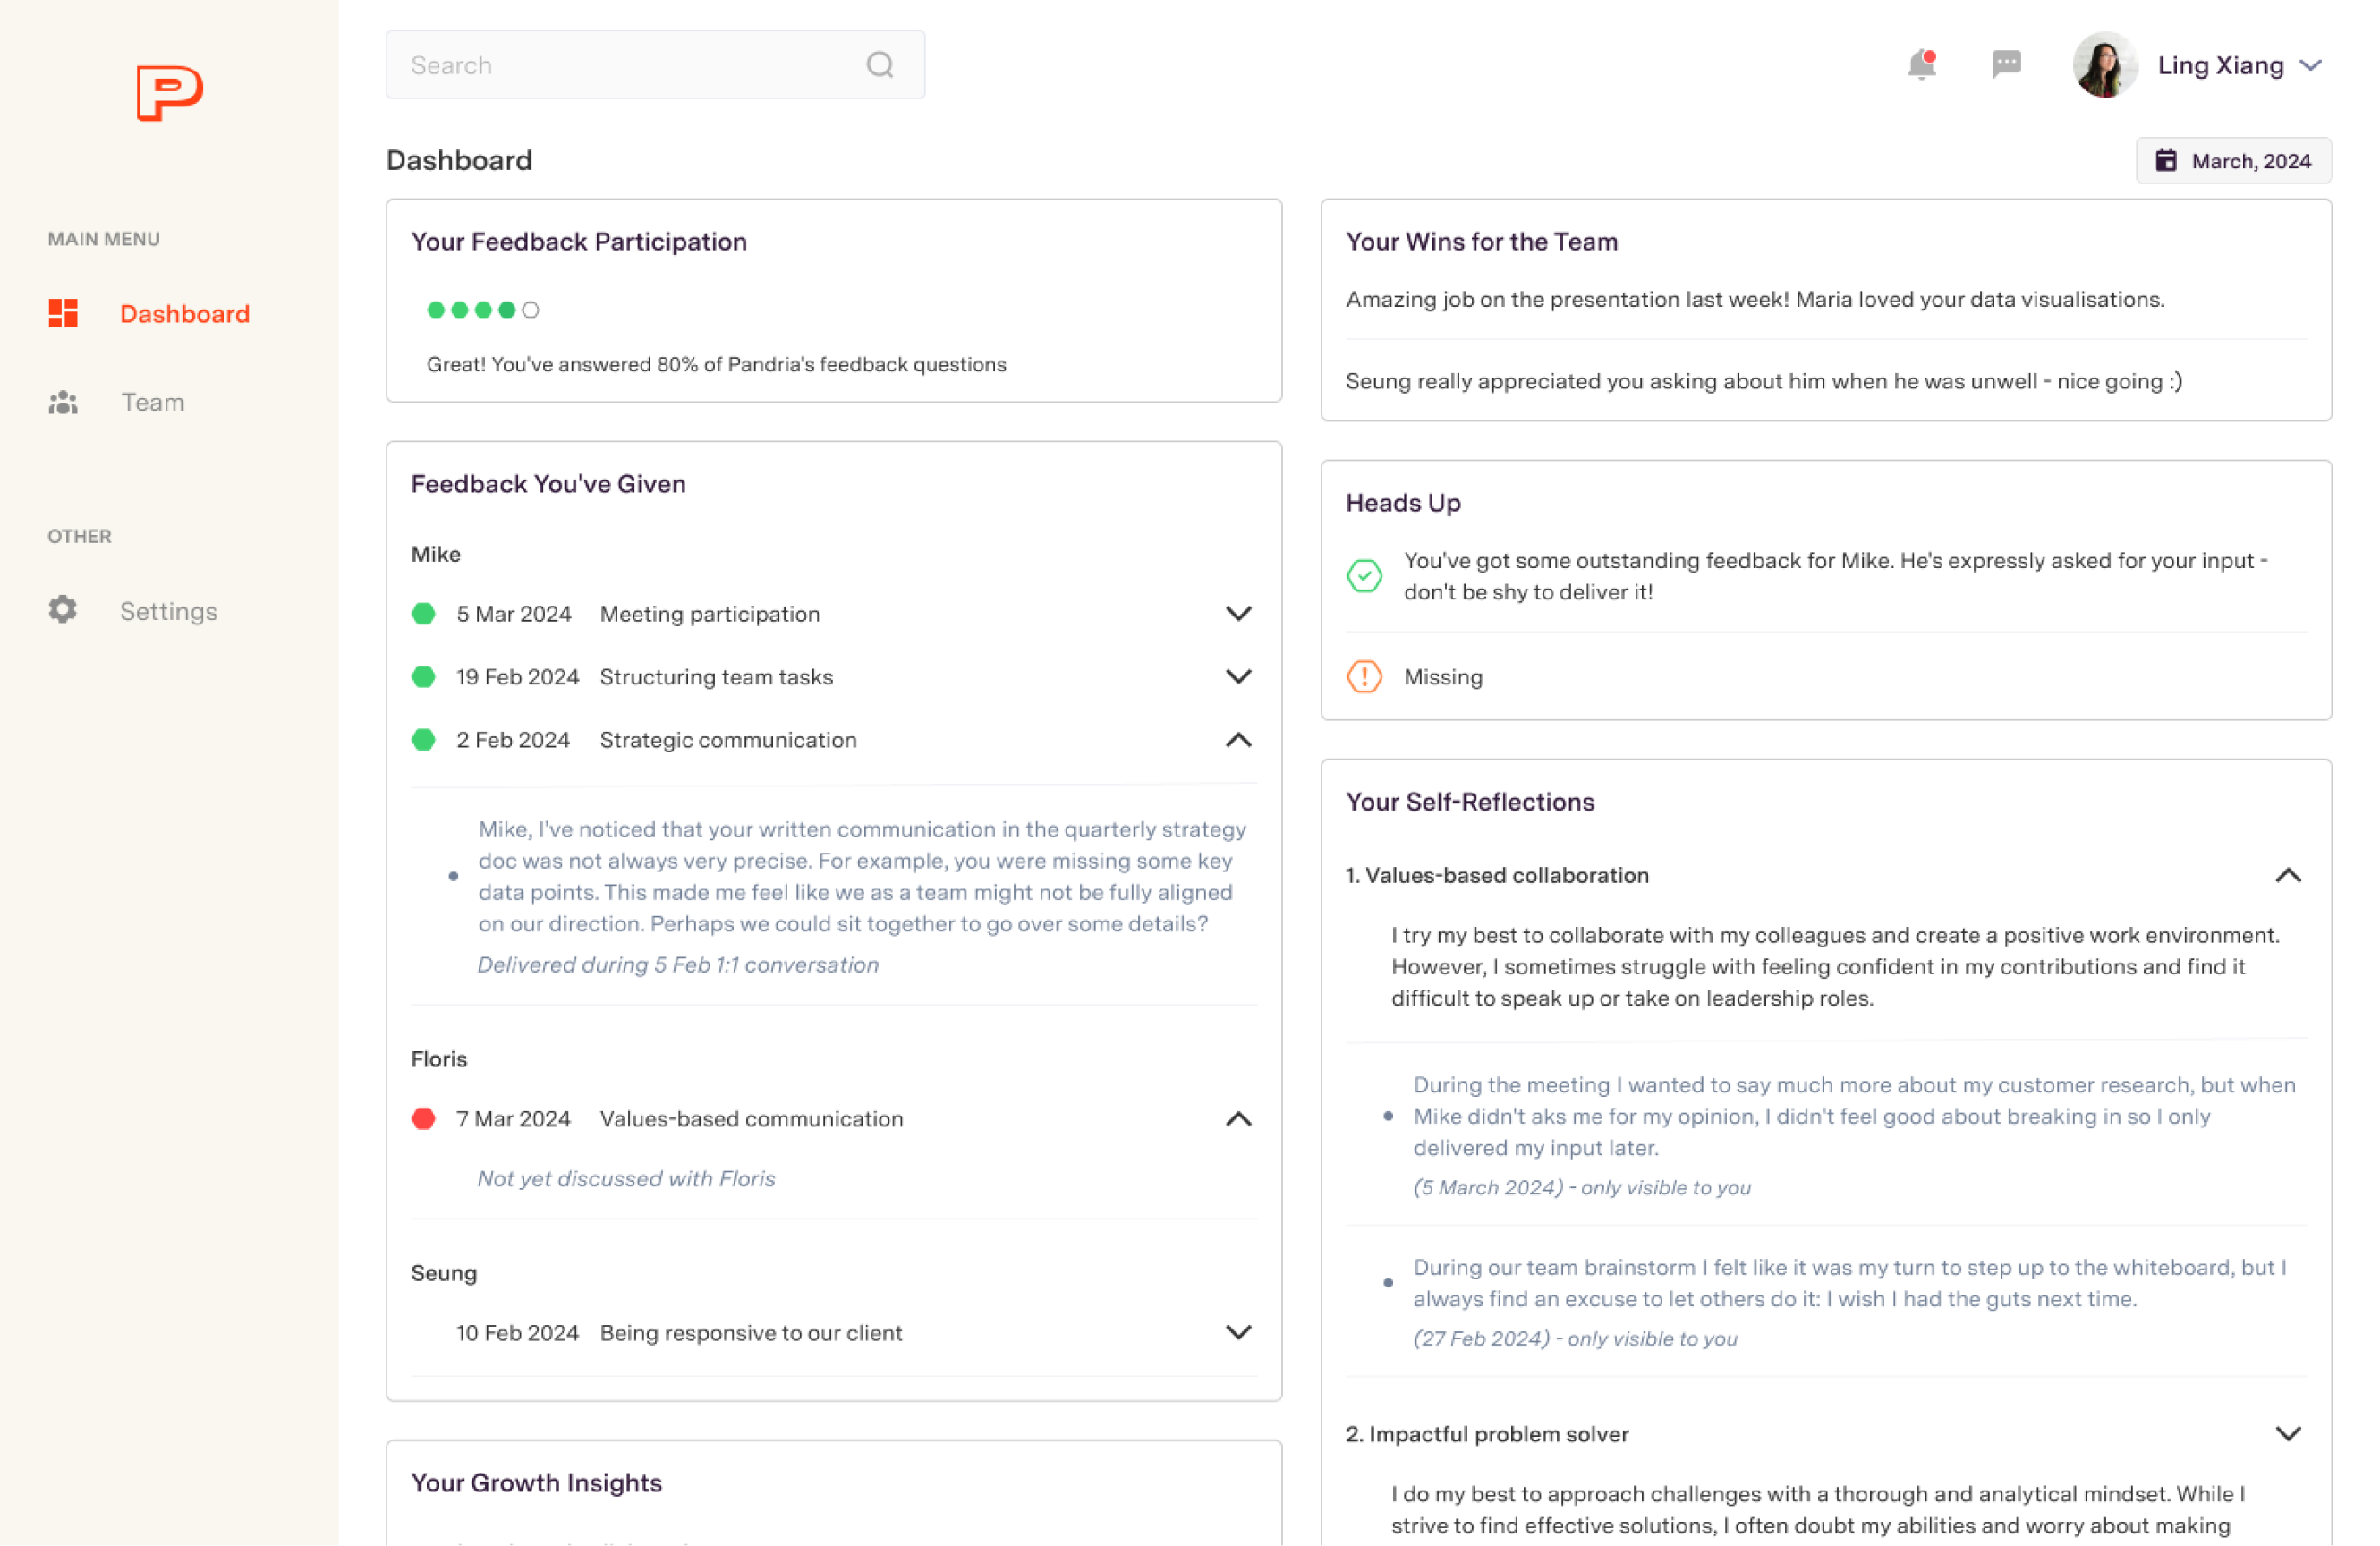 P
Search
Ling Xiang
Dashboard
March, 2024
MAIN MENU
Dashboard
Team
OTHER
Settings
Your Feedback Participation
Great! You've answered 80% of Pandria's feedback questions
Feedback You've Given
Mike
5 Mar 2024 Meeting participation
19 Feb 2024 Structuring team tasks
2 Feb 2024 Strategic communication
Mike, I've noticed that your written communication in the quarterly strategy
doc was not always very precise. For example, you were missing some key
data points. This made me feel like we as a team might not be fully aligned
on our direction. Perhaps we could sit together to go over some details?
Delivered during 5 Feb 1:1 conversation
Floris
7 Mar 2024 Values-based communication
Not yet discussed with Floris
Seung
10 Feb 2024 Being responsive to our client
Your Growth Insights
Your Wins for the Team
Amazing job on the presentation last week! Maria loved your data visualisations.
Seung really appreciated you asking about him when he was unwell - nice going :)
Heads Up
You've got some outstanding feedback for Mike. He's expressly asked for your input -
don't be shy to deliver it!
Missing
Your Self-Reflections
1. Values-based collaboration
I try my best to collaborate with my colleagues and create a positive work environment.
However, I sometimes struggle with feeling confident in my contributions and find it
difficult to speak up or take on leadership roles.
During the meeting I wanted to say much more about my customer research, but when
Mike didn't aks me for my opinion, I didn't feel good about breaking in so I only
delivered my input later.
(5 March 2024) - only visible to you
During our team brainstorm I felt like it was my turn to step up to the whiteboard, but I
always find an excuse to let others do it: I wish I had the guts next time.
(27 Feb 2024) - only visible to you
2. Impactful problem solver
I do my best to approach challenges with a thorough and analytical mindset. While I
strive to find effective solutions, I often doubt my abilities and worry about making